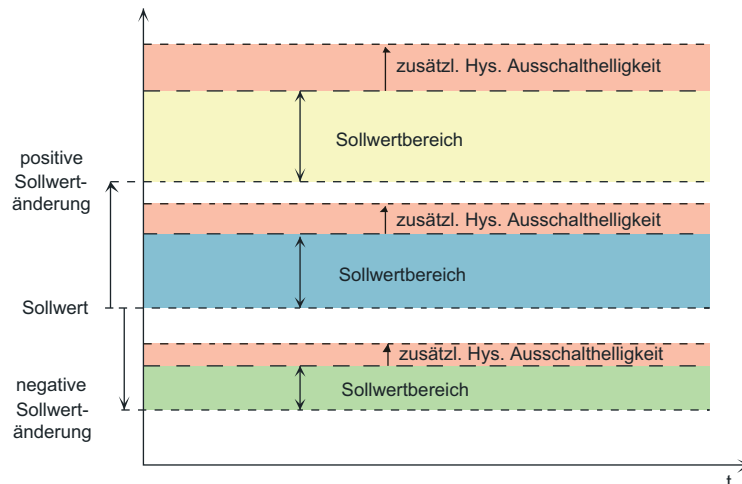 zusätzl. Hys. Ausschalthelligkeit
Sollwertbereich
positive
Sollwert-
änderung
zusätzl. Hys. Ausschalthelligkeit
Sollwertbereich
Sollwert
zusätzl. Hys. Ausschalthelligkeit
Sollwertbereich
negative
Sollwert-
änderung
t